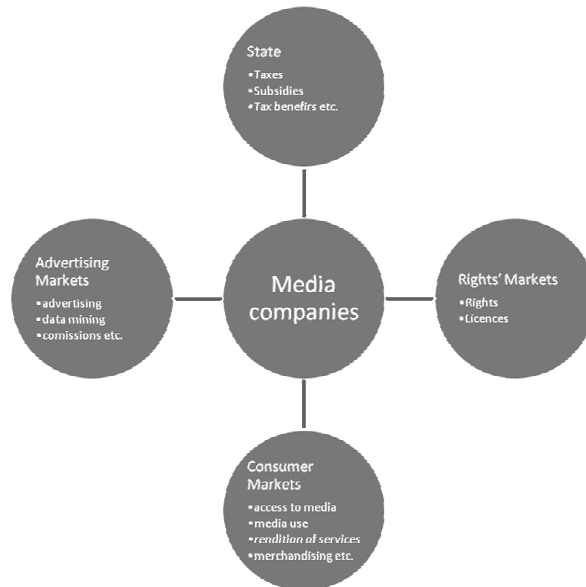 State
•Taxes
•Subsidies
•Tax benefirs etc.
Advertising
Markets
•advertising
•data mining
•comissions etc.
Media
companies
Rights' Markets
•Rights
•Licences
Consumer
Markets
•access to media
•media use
•rendition of services
•merchandising etc.